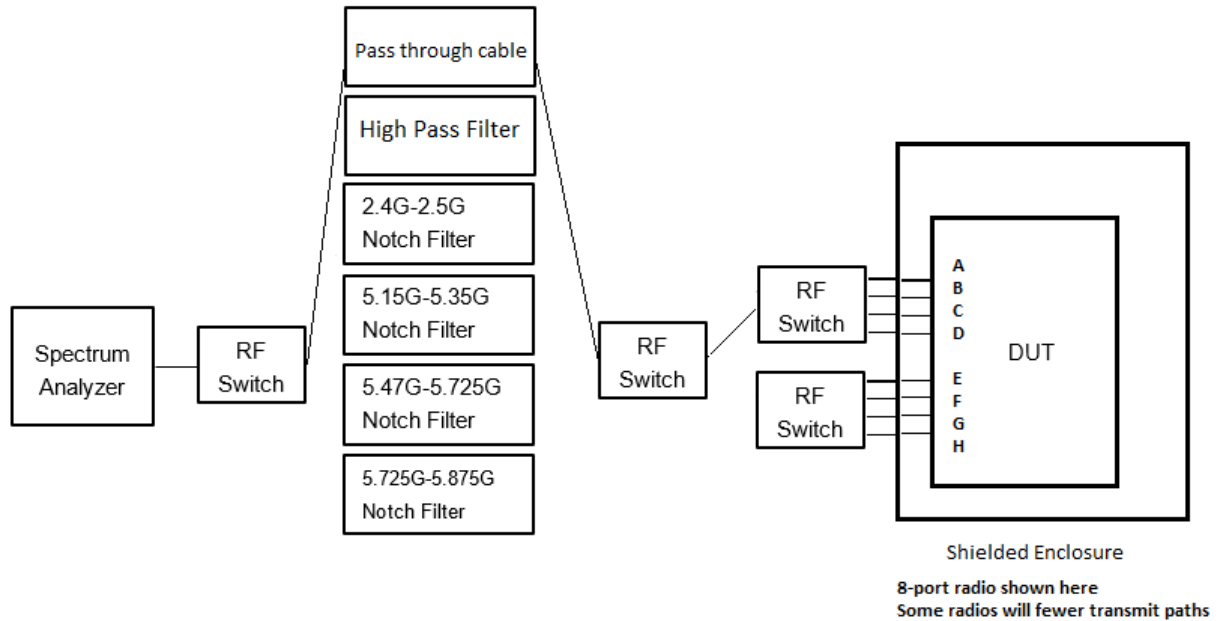 Pass through cable
High Pass Filter
2.4G-2.5G
Notch Filter
5.15G-5.35G
Notch Filter
5.47G-5.725G
Notch Filter
5.725G-5.875G
Notch Filter
Spectrum
Analyzer
RF
Switch
RF
Switch
RF
Switch
RF
Switch
A
B
C
D
E
F
G
H
DUT
Shielded Enclosure
8-port radio shown here
Some radios will fewer transmit paths